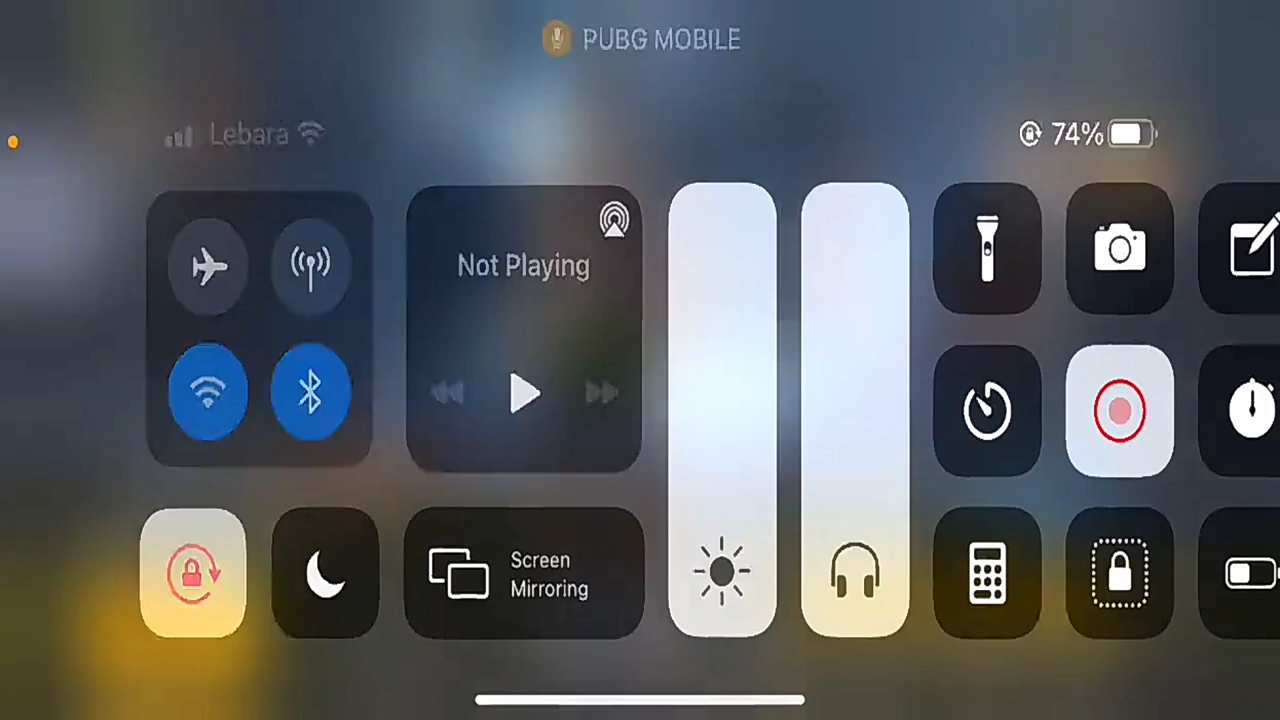 PUBG MOBILE
Lebara
74%
Not Playing
Screen
Mirroring